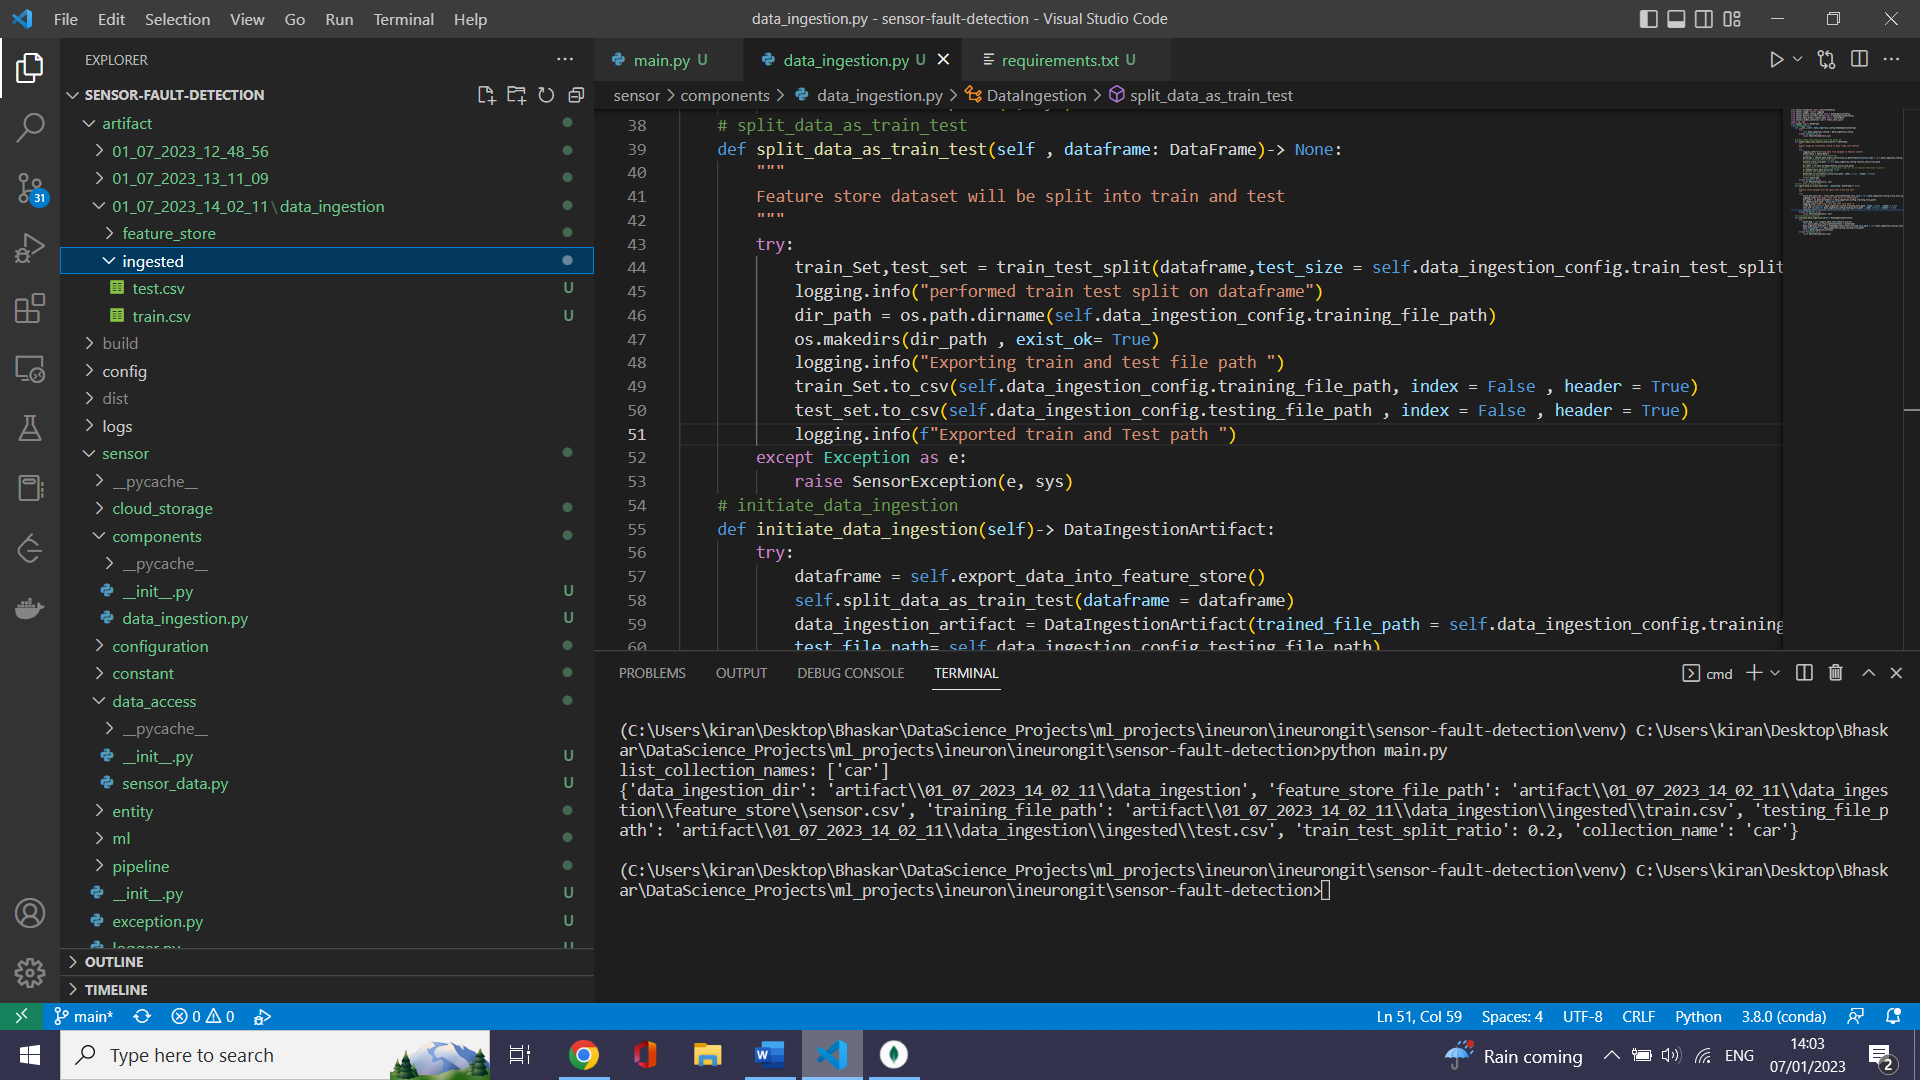 File Edit Selection View Go Run Terminal Help
data_ingestion.py - sensor-fault-detection - Visual Studio Code
EXPLORER
SENSOR-FAULT-DETECTION
artifact
01_07_2023_12_48_56
01_07_2023_13_11_09
01_07_2023_14_02_11\data_ingestion
feature_store
ingested
test.csv U
train.csv U
build
config
dist
logs
sensor
__pycache__
cloud_storage
components
__pycache__
__init__.py U
data_ingestion.py U
configuration
constant
data_access
__pycache__
__init__.py U
sensor_data.py U
entity
ml
pipeline
__init__.py U
exception.py U
logger.py U
OUTLINE
TIMELINE
31
main.py U data_ingestion.py U requirements.txt U
sensor > components > data_ingestion.py > DataIngestion > split_data_as_train_test
38 # split_data_as_train_test
39 def split_data_as_train_test(self , dataframe: DataFrame)-> None:
40 """
41 Feature store dataset will be split into train and test
42 """
43 try:
44 train_Set,test_set = train_test_split(dataframe,test_size = self.data_ingestion_config.train_test_split
45 logging.info("performed train test split on dataframe")
46 dir_path = os.path.dirname(self.data_ingestion_config.training_file_path)
47 os.makedirs(dir_path , exist_ok= True)
48 logging.info("Exporting train and test file path ")
49 train_Set.to_csv(self.data_ingestion_config.training_file_path, index = False , header = True)
50 test_set.to_csv(self.data_ingestion_config.testing_file_path , index = False , header = True)
51 logging.info(f"Exported train and Test path ")
52 except Exception as e:
53 raise SensorException(e, sys)
54 # initiate_data_ingestion
55 def initiate_data_ingestion(self)-> DataIngestionArtifact:
56 try:
57 dataframe = self.export_data_into_feature_store()
58 self.split_data_as_train_test(dataframe = dataframe)
59 data_ingestion_artifact = DataIngestionArtifact(trained_file_path = self.data_ingestion_config.training
60 test_file_path= self.data_ingestion_config.testing_file_path)
PROBLEMS OUTPUT DEBUG CONSOLE TERMINAL
cmd
(C:\Users\kiran\Desktop\Bhaskar\DataScience_Projects\ml_projects\ineuron\ineurongit\sensor-fault-detection\venv) C:\Users\kiran\Desktop\Bhask
ar\DataScience_Projects\ml_projects\ineuron\ineurongit\sensor-fault-detection>python main.py
list_collection_names: ['car']
{'data_ingestion_dir': 'artifact\\01_07_2023_14_02_11\\data_ingestion', 'feature_store_file_path': 'artifact\\01_07_2023_14_02_11\\data_inges
tion\\feature_store\\sensor.csv', 'training_file_path': 'artifact\\01_07_2023_14_02_11\\data_ingestion\\ingested\\train.csv', 'testing_file_p
ath': 'artifact\\01_07_2023_14_02_11\\data_ingestion\\ingested\\test.csv', 'train_test_split_ratio': 0.2, 'collection_name': 'car'}
(C:\Users\kiran\Desktop\Bhaskar\DataScience_Projects\ml_projects\ineuron\ineurongit\sensor-fault-detection\venv) C:\Users\kiran\Desktop\Bhask
ar\DataScience_Projects\ml_projects\ineuron\ineurongit\sensor-fault-detection>
main* 0 0
Ln 51, Col 59 Spaces: 4 UTF-8 CRLF Python 3.8.0 (conda)
Type here to search
Rain coming
ENG
14:03
07/01/2023
2